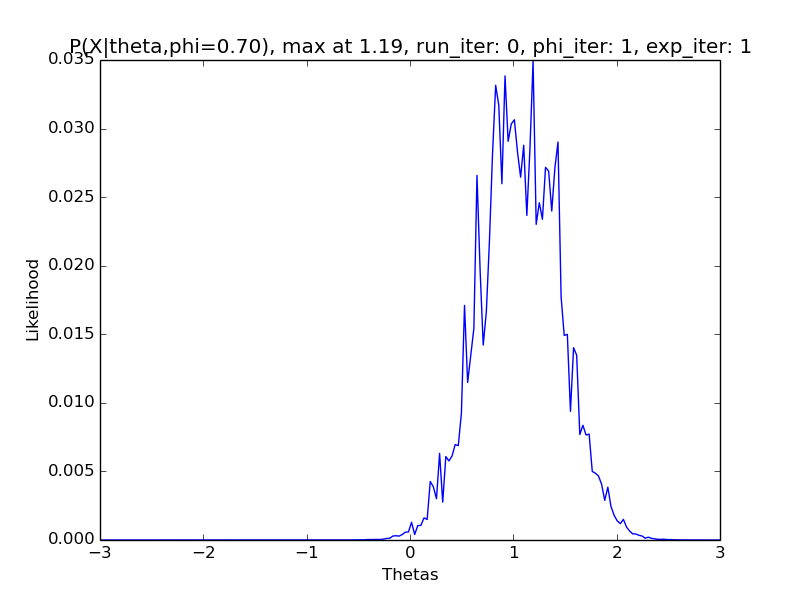 P(X|theta,phi=0.70), max at 1.19, run_iter: 0, phi_iter: 1, exp_iter: 1
0.035
0.030
0.025
0.020
0.015
0.010
0.005
0.000
Likelihood
−3 −2 −1 0 1 2 3
Thetas